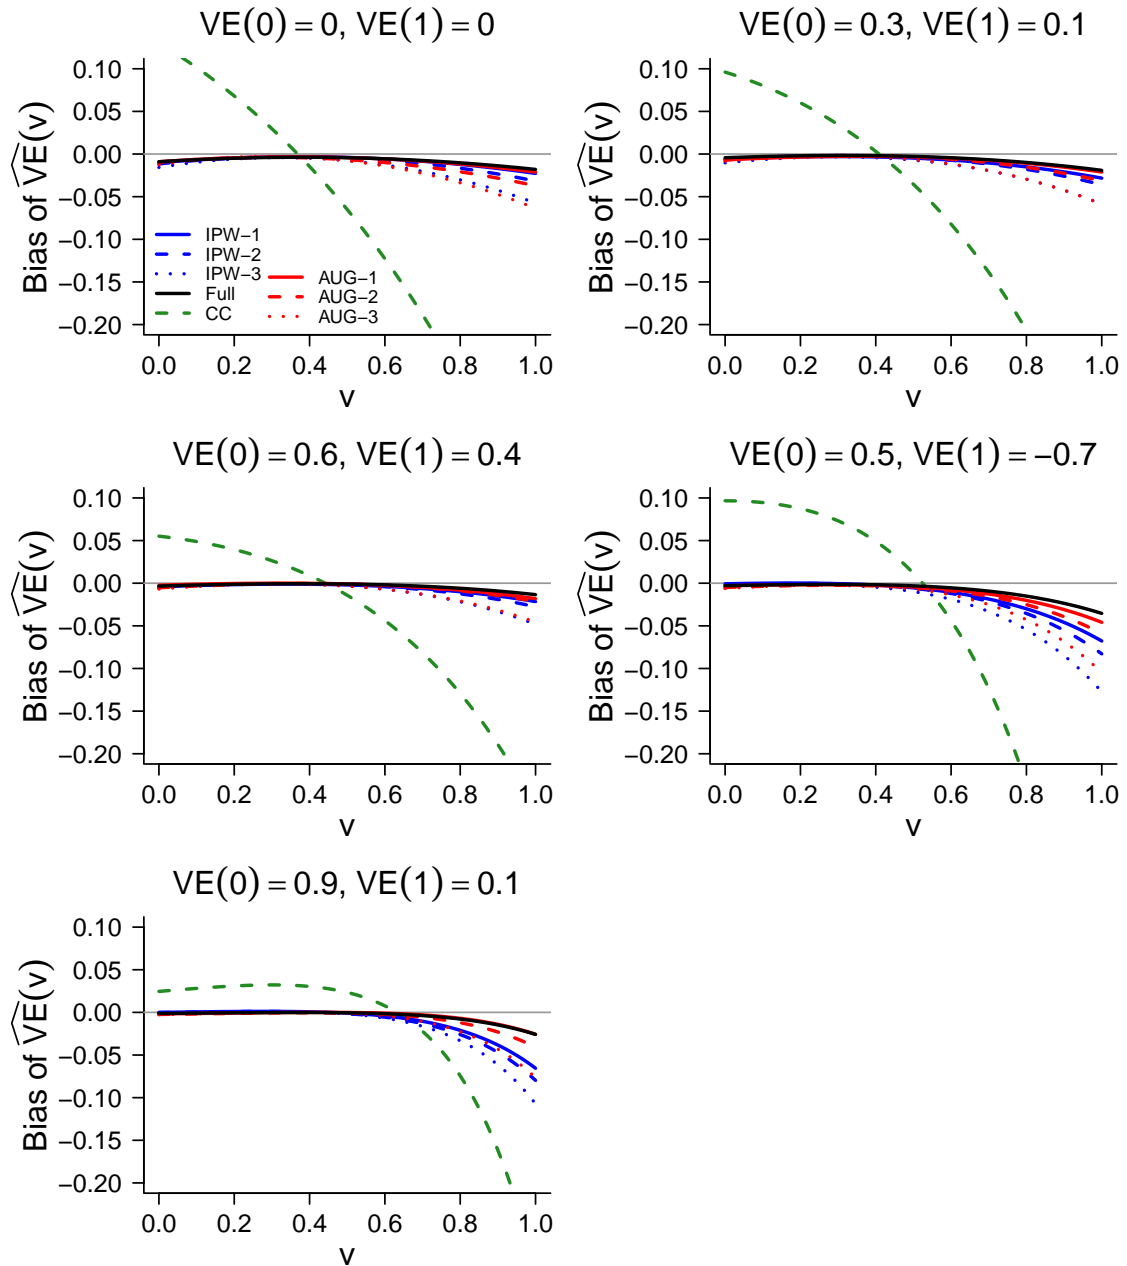 VE(0) = 0, VE(1) = 0
Bias of V̂E(v)
0.10
0.05
0.00
−0.05
−0.10
−0.15
−0.20
IPW−1
IPW−2
IPW−3
Full
CC
AUG−1
AUG−2
AUG−3
0.0 0.2 0.4 0.6 0.8 1.0
v
VE(0) = 0.3, VE(1) = 0.1
Bias of V̂E(v)
0.10
0.05
0.00
−0.05
−0.10
−0.15
−0.20
0.0 0.2 0.4 0.6 0.8 1.0
v
VE(0) = 0.6, VE(1) = 0.4
Bias of V̂E(v)
0.10
0.05
0.00
−0.05
−0.10
−0.15
−0.20
0.0 0.2 0.4 0.6 0.8 1.0
v
VE(0) = 0.5, VE(1) = −0.7
Bias of V̂E(v)
0.10
0.05
0.00
−0.05
−0.10
−0.15
−0.20
0.0 0.2 0.4 0.6 0.8 1.0
v
VE(0) = 0.9, VE(1) = 0.1
Bias of V̂E(v)
0.10
0.05
0.00
−0.05
−0.10
−0.15
−0.20
0.0 0.2 0.4 0.6 0.8 1.0
v